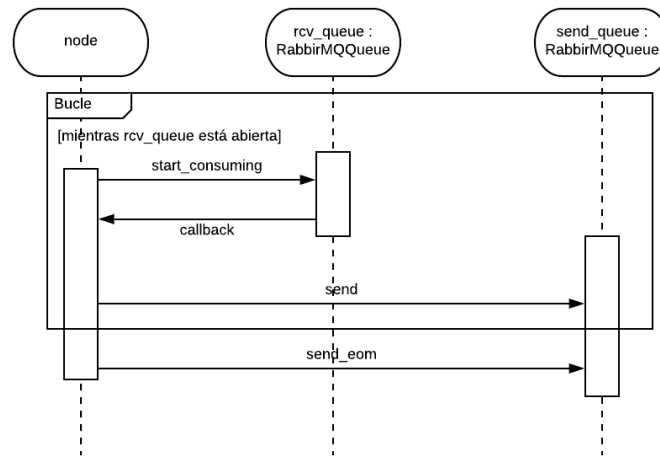 node
rcv_queue :
RabbirMQQueue
send_queue :
RabbirMQQueue
Bucle
[mientras rcv_queue está abierta]
start_consuming
callback
send
send_eom